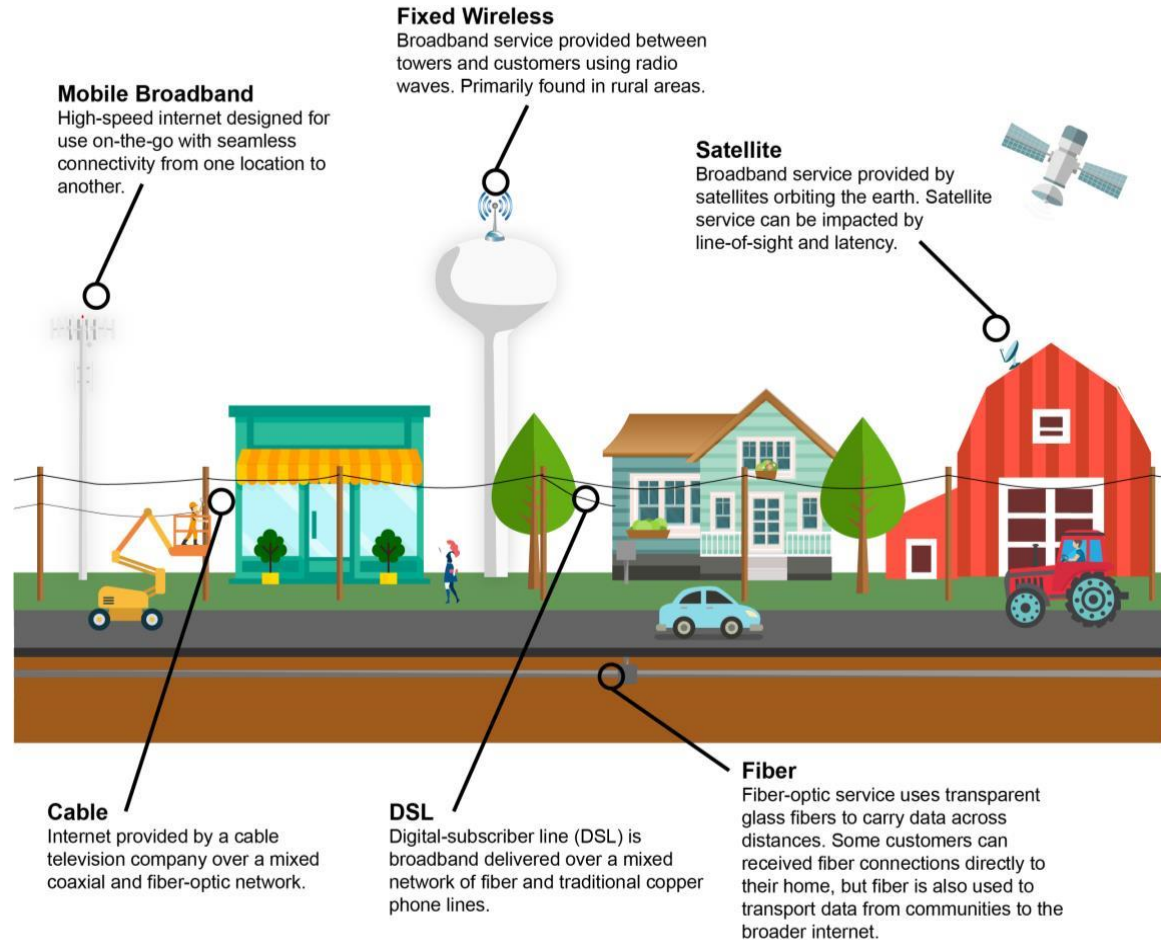 Fixed Wireless
Broadband service provided between
towers and customers using radio
waves. Primarily found in rural areas.
Mobile Broadband
High-speed internet designed for
use on-the-go with seamless
connectivity from one location to
another.
Satellite
Broadband service provided by
satellites orbiting the earth. Satellite
service can be impacted by
line-of-sight and latency.
Cable
Internet provided by a cable
television company over a mixed
coaxial and fiber-optic network.
DSL
Digital-subscriber line (DSL) is
broadband delivered over a mixed
network of fiber and traditional copper
phone lines.
Fiber
Fiber-optic service uses transparent
glass fibers to carry data across
distances. Some customers can
received fiber connections directly to
their home, but fiber is also used to
transport data from communities to the
broader internet.